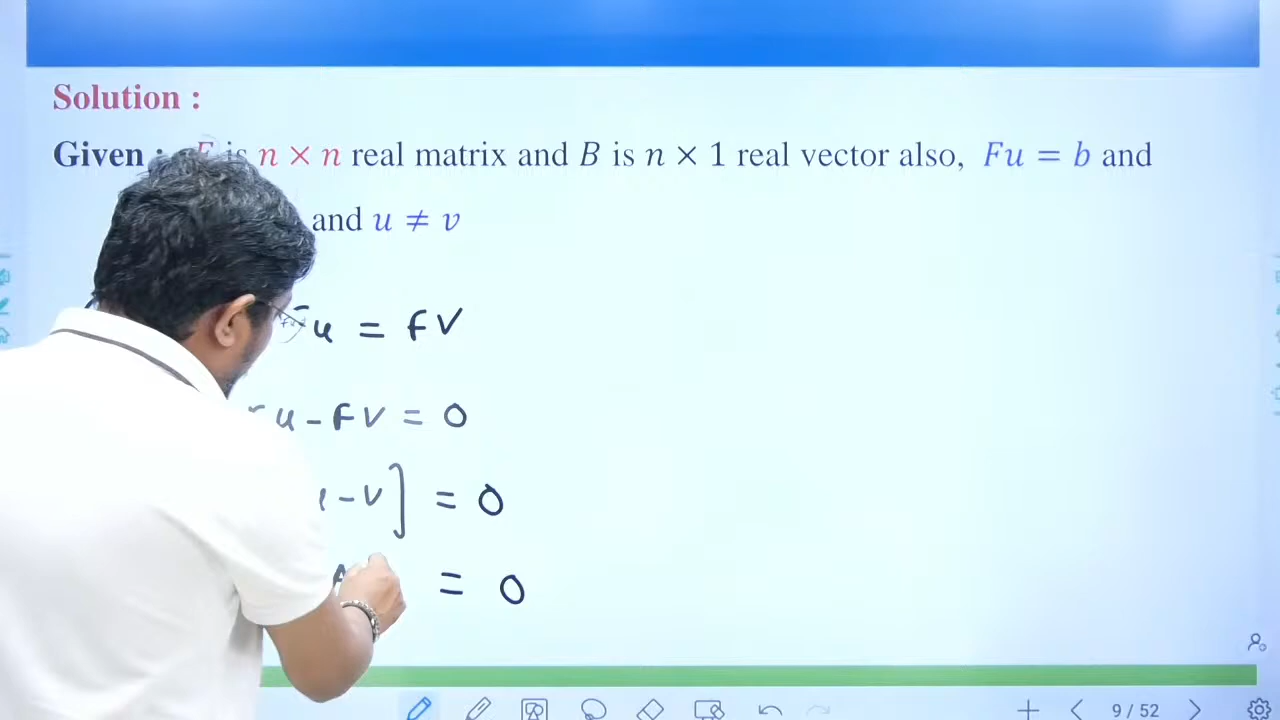 Solution :
Given : F is n × n real matrix and B is n × 1 real vector also, Fu = b and
and u ≠ v
u = FV
u - FV = 0
- V] = 0
= 0
9 / 52